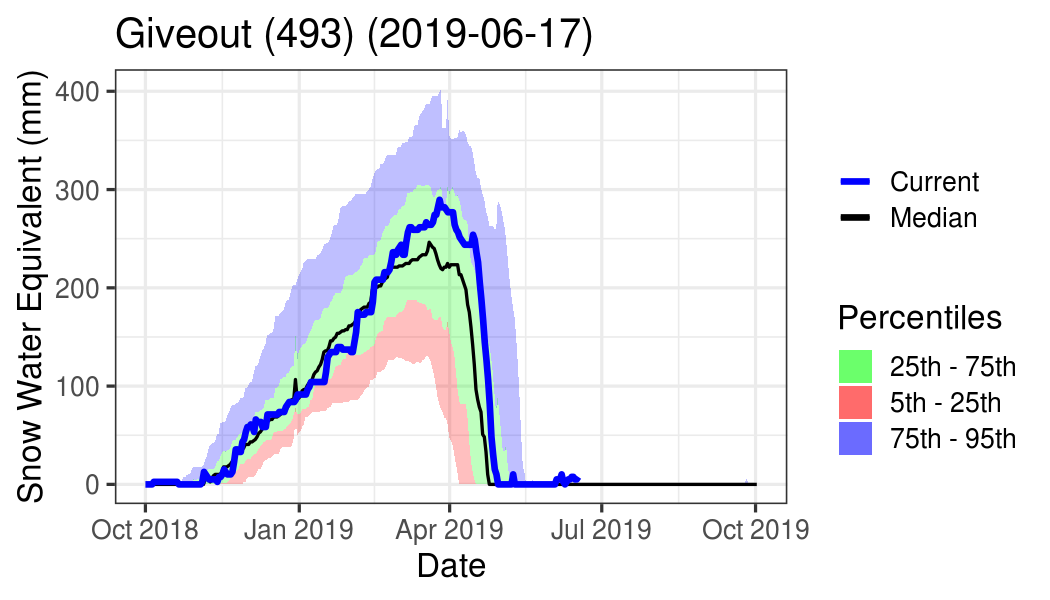 Giveout (493) (2019-06-17)
Snow Water Equivalent (mm)
400
300
200
100
0
Oct 2018
Jan 2019
Apr 2019
Jul 2019
Oct 2019
Date
Current
Median
Percentiles
25th - 75th
5th - 25th
75th - 95th